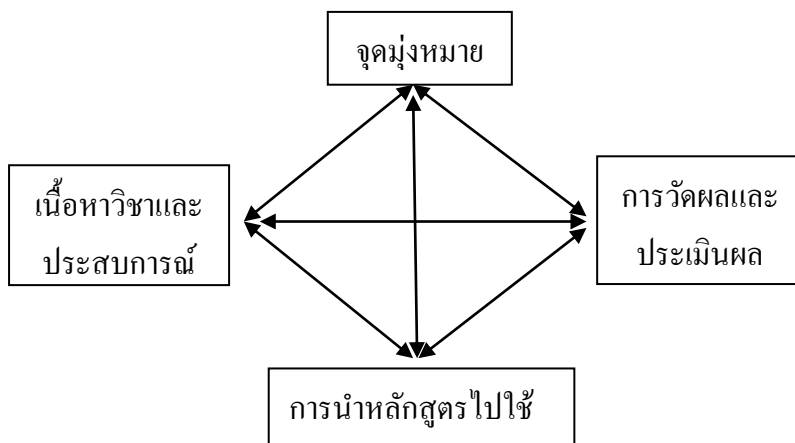 จุดมุ่งหมาย
เนื้อหาวิชาและ
ประสบการณ์
การวัดผลและ
ประเมินผล
การนำหลักสูตรไปใช้